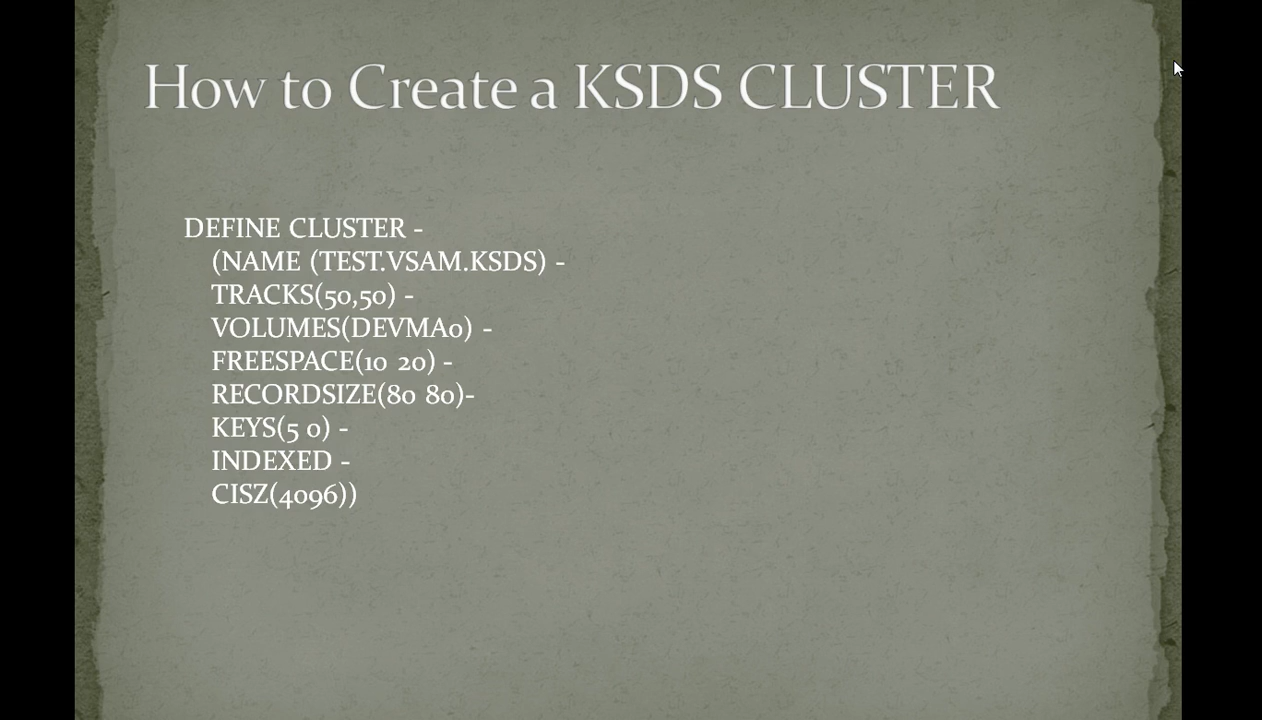 How to Create a KSDS CLUSTER
DEFINE CLUSTER -
(NAME (TEST.VSAM.KSDS) -
TRACKS(50,50) -
VOLUMES(DEVMA0) -
FREESPACE(10 20) -
RECORDSIZE(80 80)-
KEYS(5 0) -
INDEXED -
CISZ(4096))